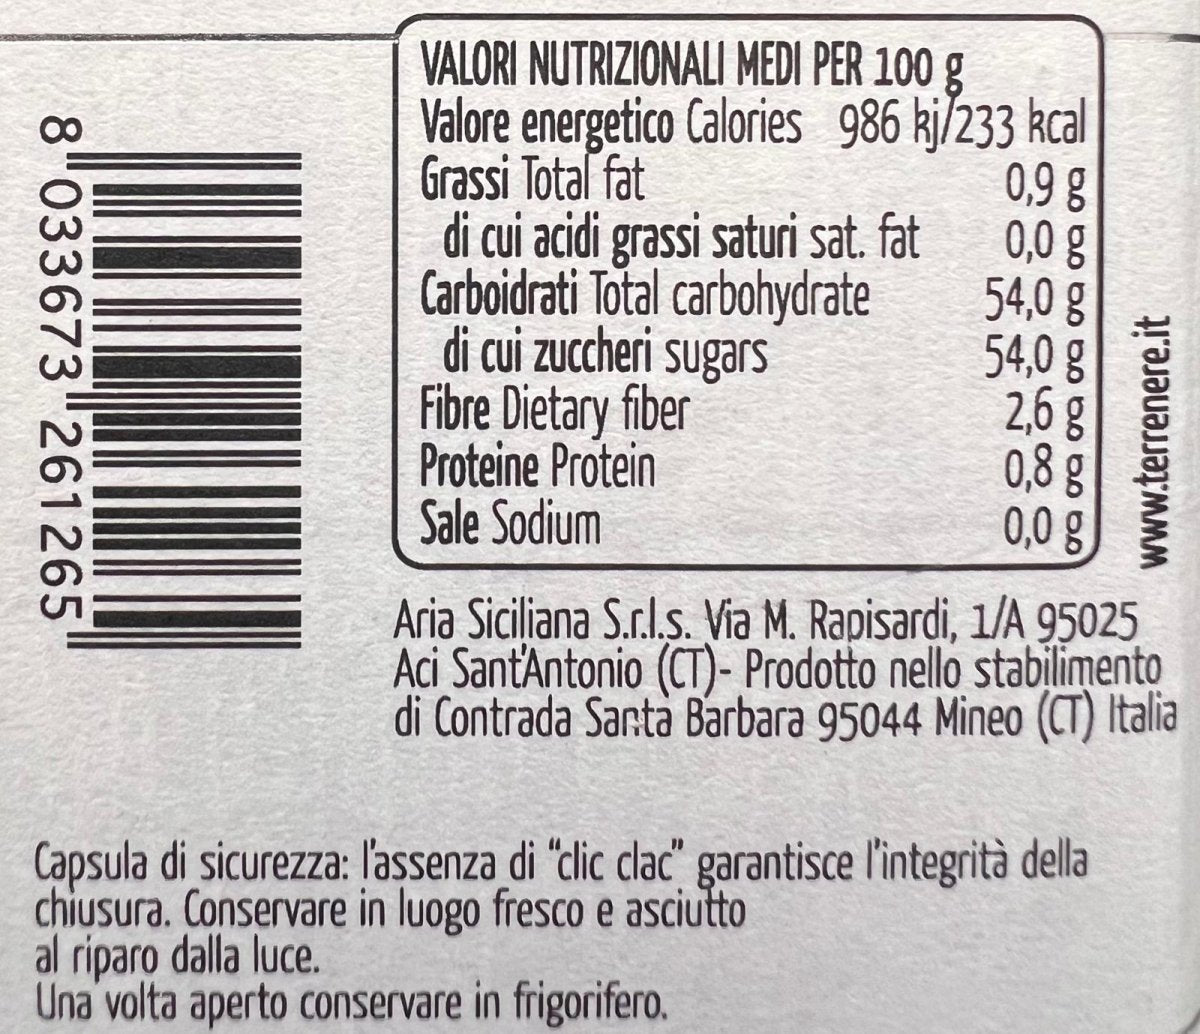 VALORI NUTRIZIONALI MEDI PER 100 g
Valore energetico Calories 986 kj/233 kcal
Grassi Total fat 0,9 g
di cui acidi grassi saturi sat. fat 0,0 g
Carboidrati Total carbohydrate 54,0 g
di cui zuccheri sugars 54,0 g
Fibre Dietary fiber 2,6 g
Proteine Protein 0,8 g
Sale Sodium 0,0 g
8 033673 261265
www.terrenere.it
Aria Siciliana S.r.l.s. Via M. Rapisardi, 1/A 95025
Aci Sant'Antonio (CT)- Prodotto nello stabilimento
di Contrada Santa Barbara 95044 Mineo (CT) Italia
Capsula di sicurezza: l'assenza di "clic clac" garantisce l'integrità della
chiusura. Conservare in luogo fresco e asciutto
al riparo dalla luce.
Una volta aperto conservare in frigorifero.